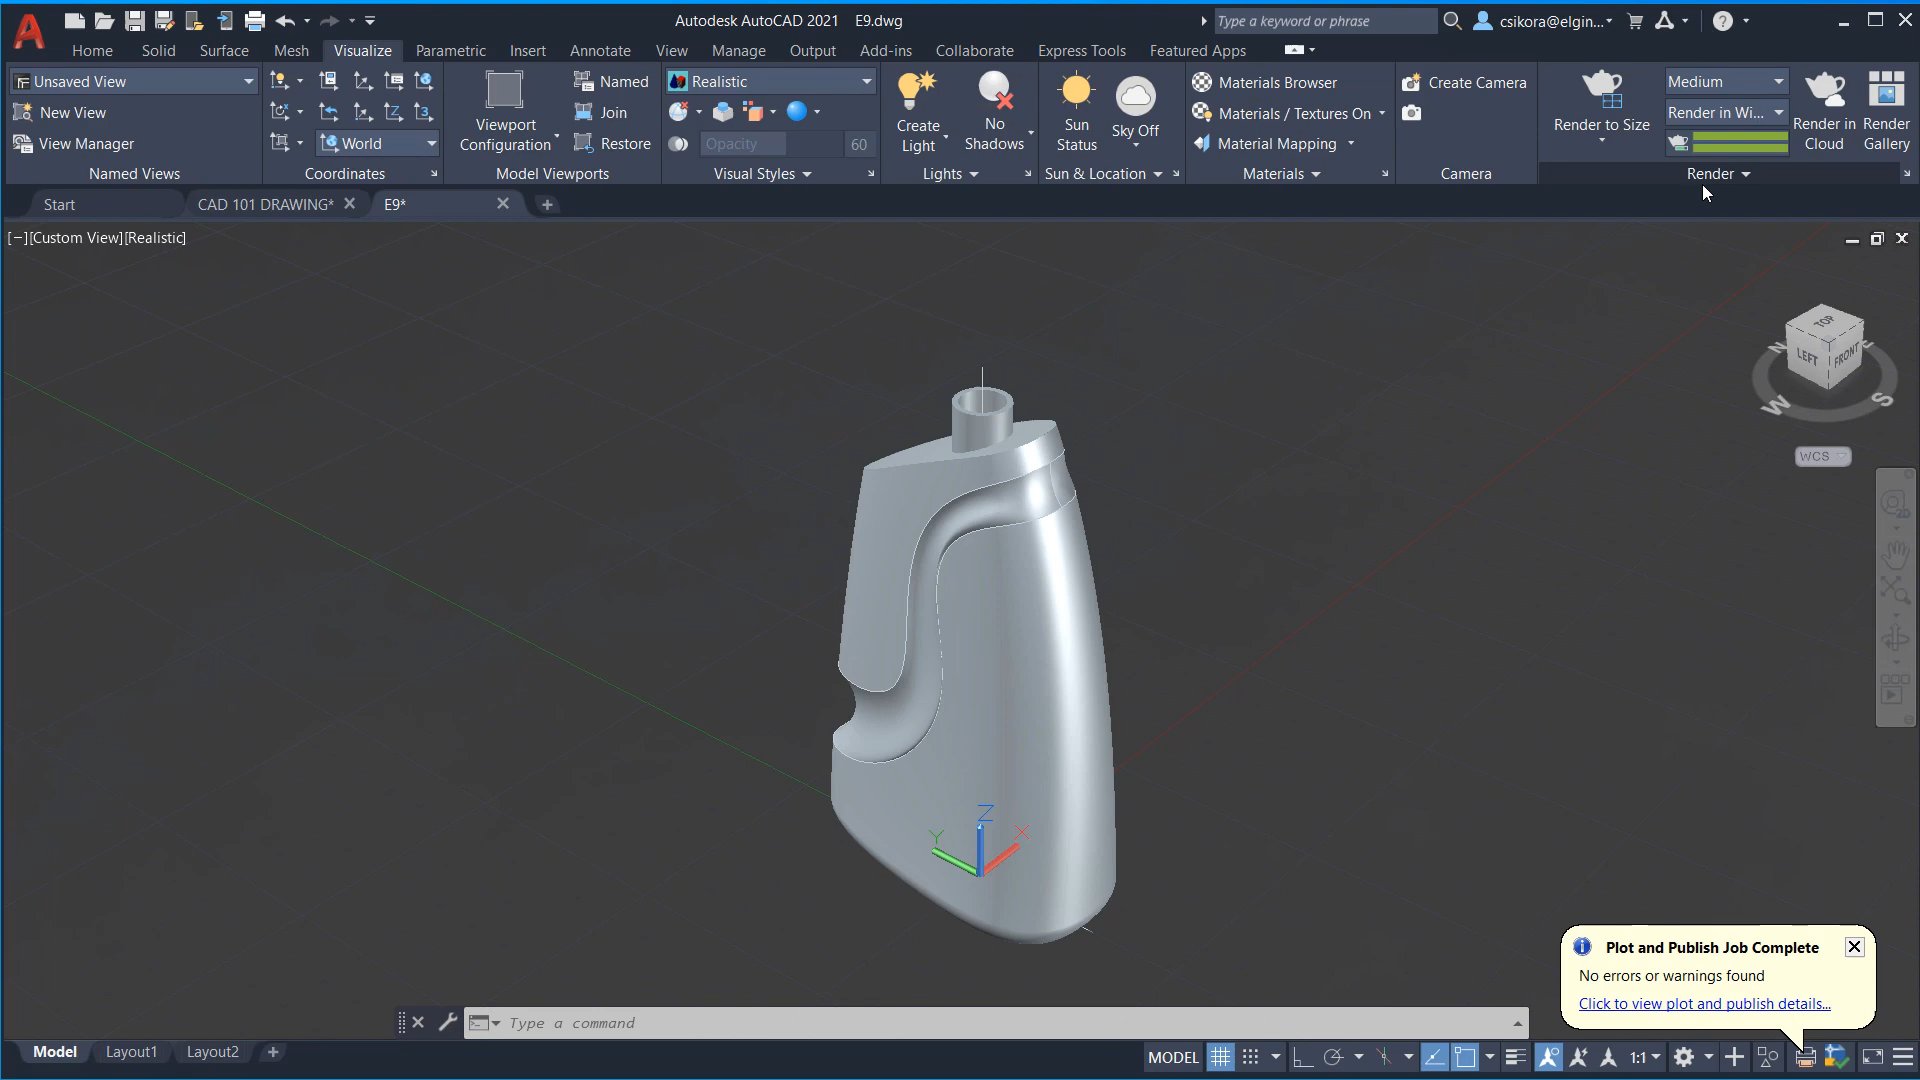 Autodesk AutoCAD 2021 E9.dwg
Type a keyword or phrase
csikora@elgin...
Home Solid Surface Mesh Visualize Parametric Insert Annotate View Manage Output Add-ins Collaborate Express Tools Featured Apps
Unsaved View
New View
View Manager
Named Views
World
Coordinates
Viewport
Configuration
Named
Join
Restore
Model Viewports
Realistic
Opacity 60
Visual Styles
Create
Light
No
Shadows
Lights
Sun
Status
Sky Off
Sun & Location
Materials Browser
Materials / Textures On
Material Mapping
Materials
Create Camera
Camera
Render to Size
Medium
Render in Wi...
Render in
Cloud
Render
Gallery
Render
Start CAD 101 DRAWING* E9*
[−][Custom View][Realistic]
TOP
LEFT FRONT
N
W S
WCS
Z
Y X
Plot and Publish Job Complete
No errors or warnings found
Click to view plot and publish details...
Type a command
Model Layout1 Layout2
MODEL 1:1